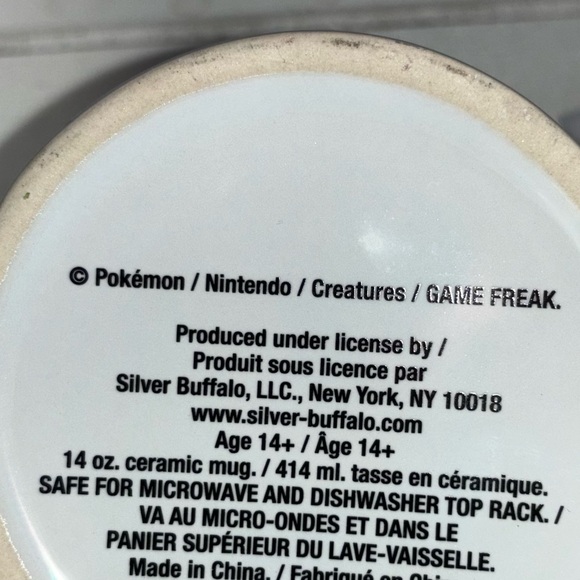 © Pokémon / Nintendo / Creatures / GAME FREAK.
Produced under license by /
Produit sous licence par
Silver Buffalo, LLC., New York, NY 10018
www.silver-buffalo.com
Age 14+ / Âge 14+
14 oz. ceramic mug. / 414 ml. tasse en céramique.
SAFE FOR MICROWAVE AND DISHWASHER TOP RACK. /
VA AU MICRO-ONDES ET DANS LE
PANIER SUPÉRIEUR DU LAVE-VAISSELLE.
Made in China. / Fabriqué en